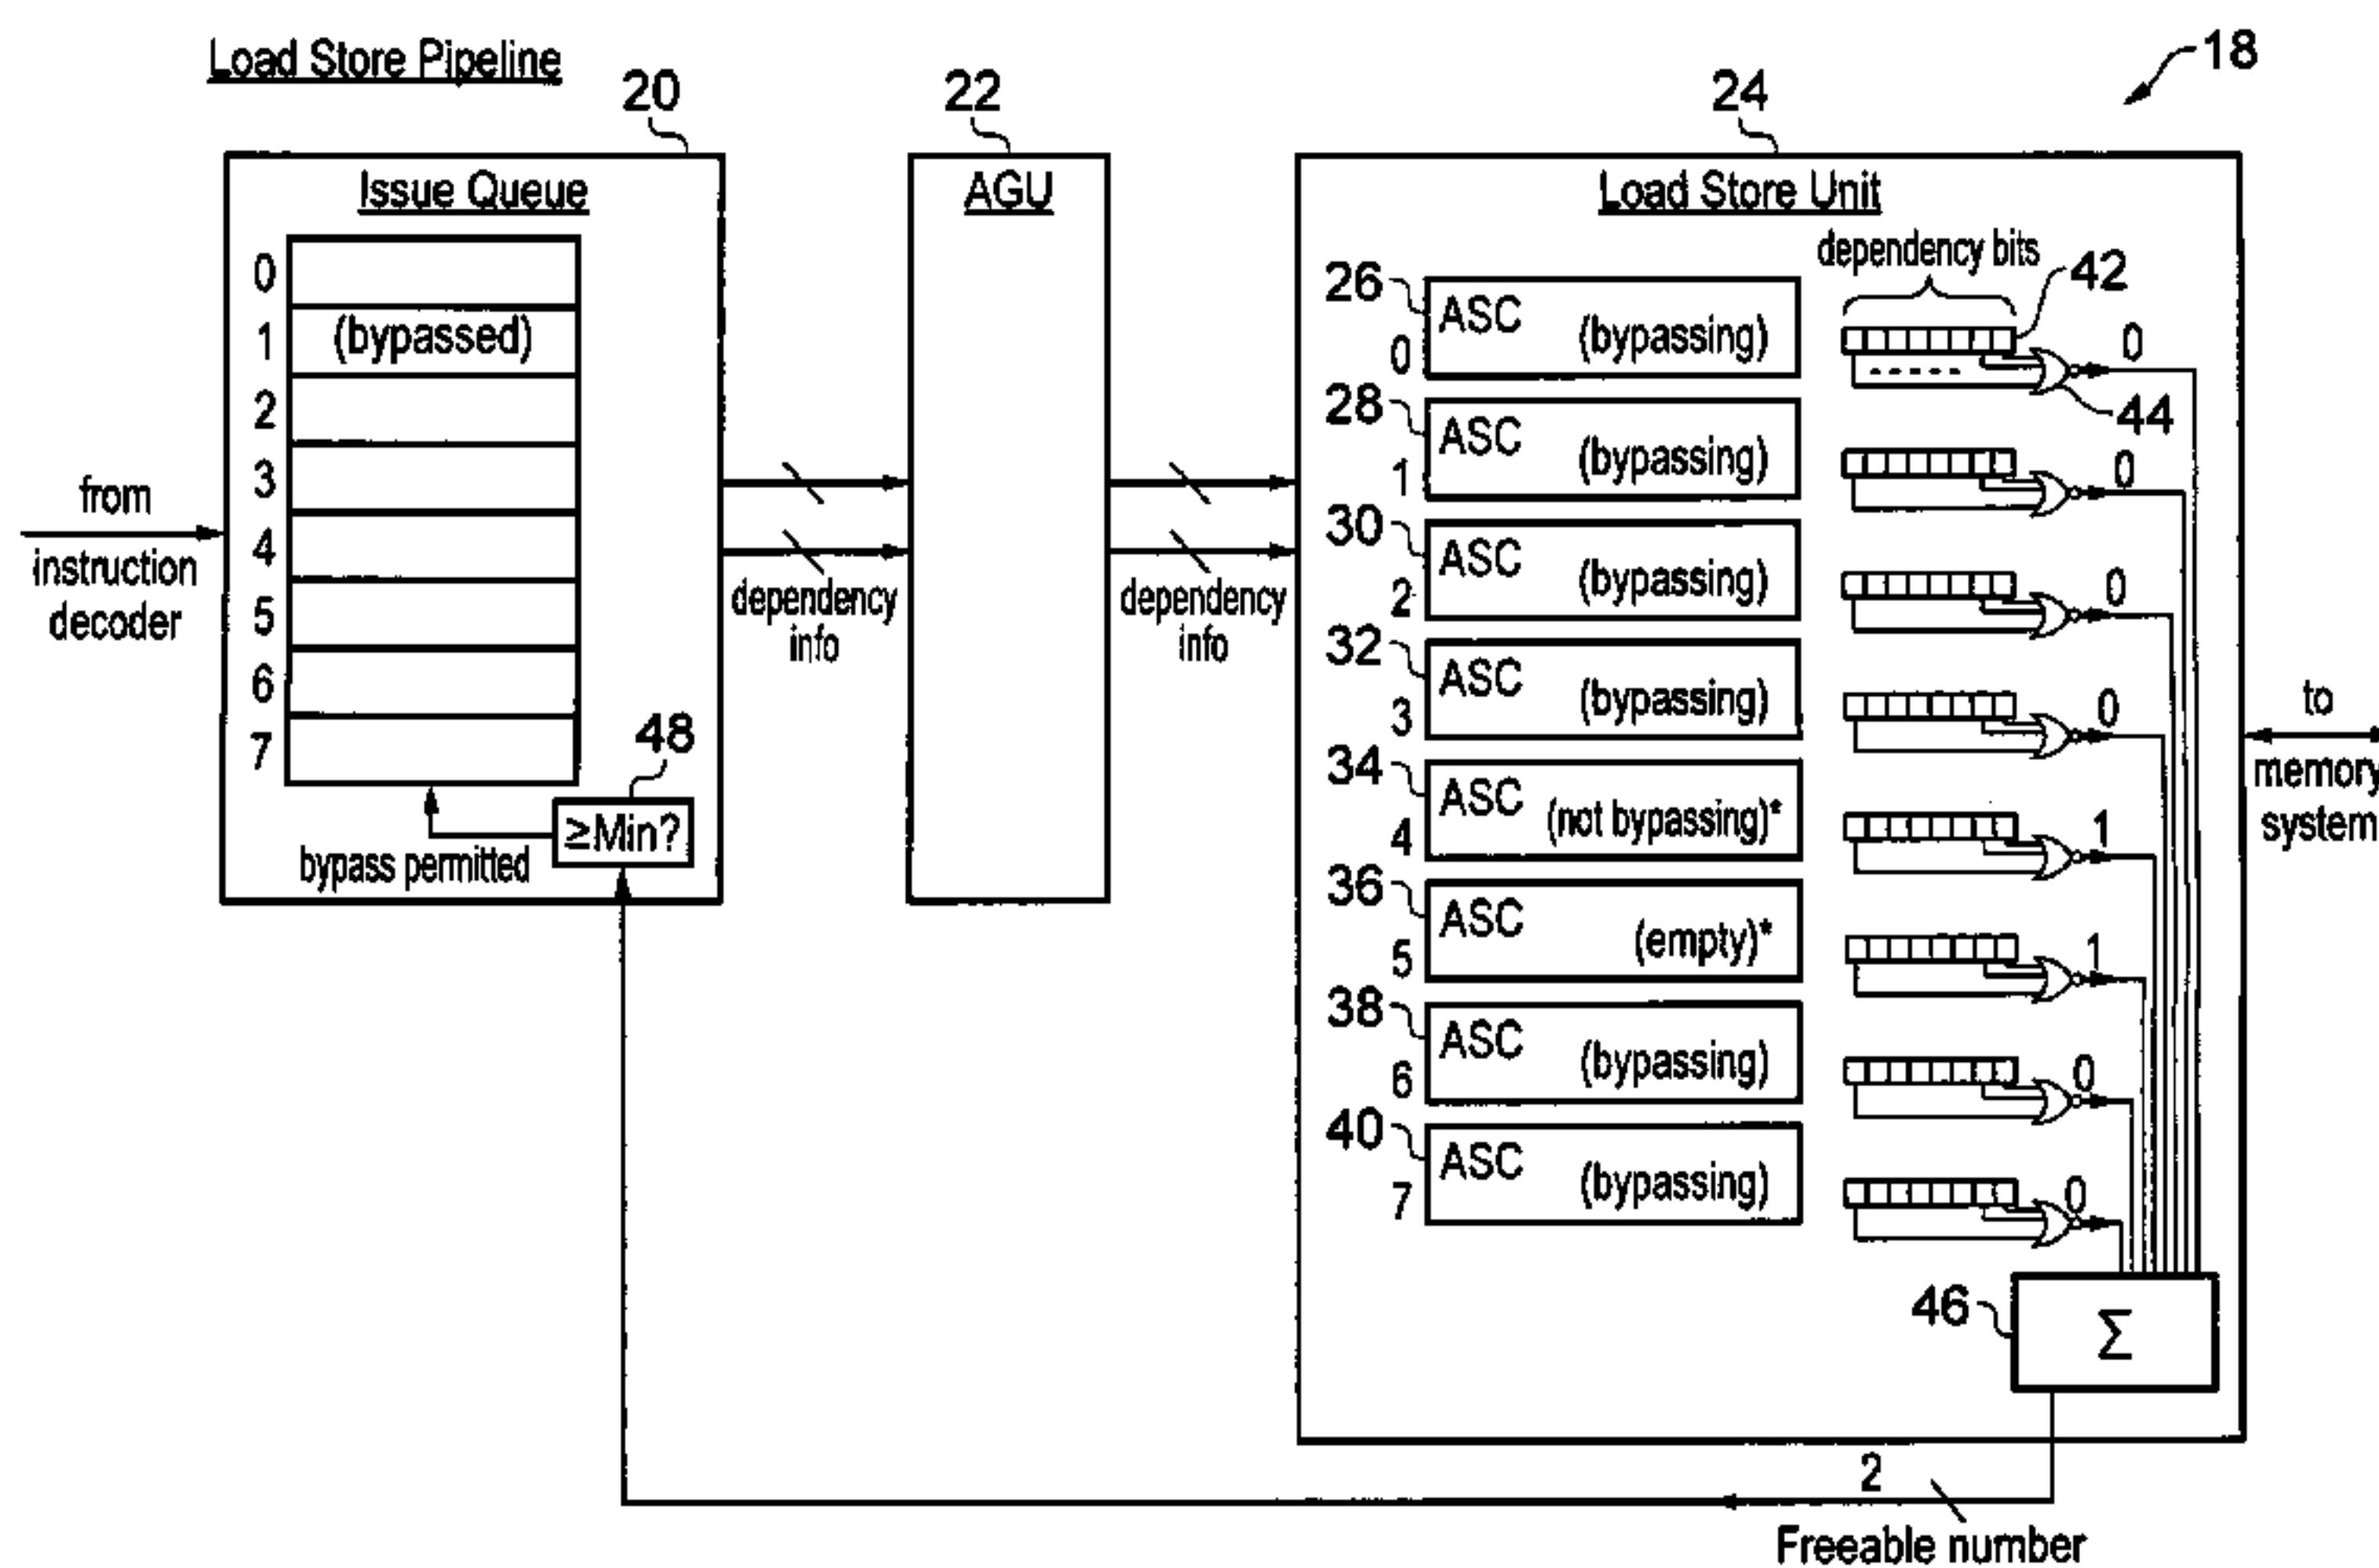 Load Store Pipeline
18
20
22
24
Issue Queue
0
1 (bypassed)
2
3
4
5
6
7
48
≥Min?
bypass permitted
from
instruction
decoder
dependency
info
AGU
dependency
info
Load Store Unit
dependency bits
42
44
26 ASC (bypassing) 0
0
28 ASC (bypassing) 1
0
30 ASC (bypassing) 2
0
32 ASC (bypassing) 3
0
34 ASC (not bypassing)* 4
1
36 ASC (empty)* 5
1
38 ASC (bypassing) 6
0
40 ASC (bypassing) 7
0
46
Σ
to
memory
system
2
Freeable number